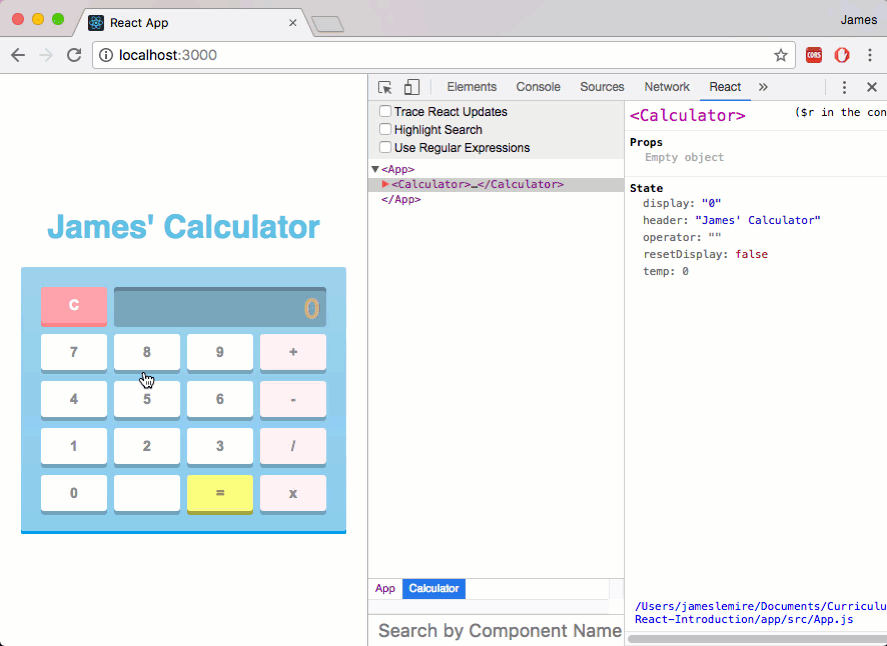 React App
James
localhost:3000
CORS
Elements Console Sources Network React
Trace React Updates
Highlight Search
Use Regular Expressions
<App>
<Calculator>…</Calculator>
</App>
<Calculator>
($r in the con
Props
Empty object
State
display: "0"
header: "James' Calculator"
operator: ""
resetDisplay: false
temp: 0
James' Calculator
C 0
7 8 9 +
4 5 6 -
1 2 3 /
0 = x
App Calculator
Search by Component Name
/Users/jameslemire/Documents/Curriculu
React-Introduction/app/src/App.js